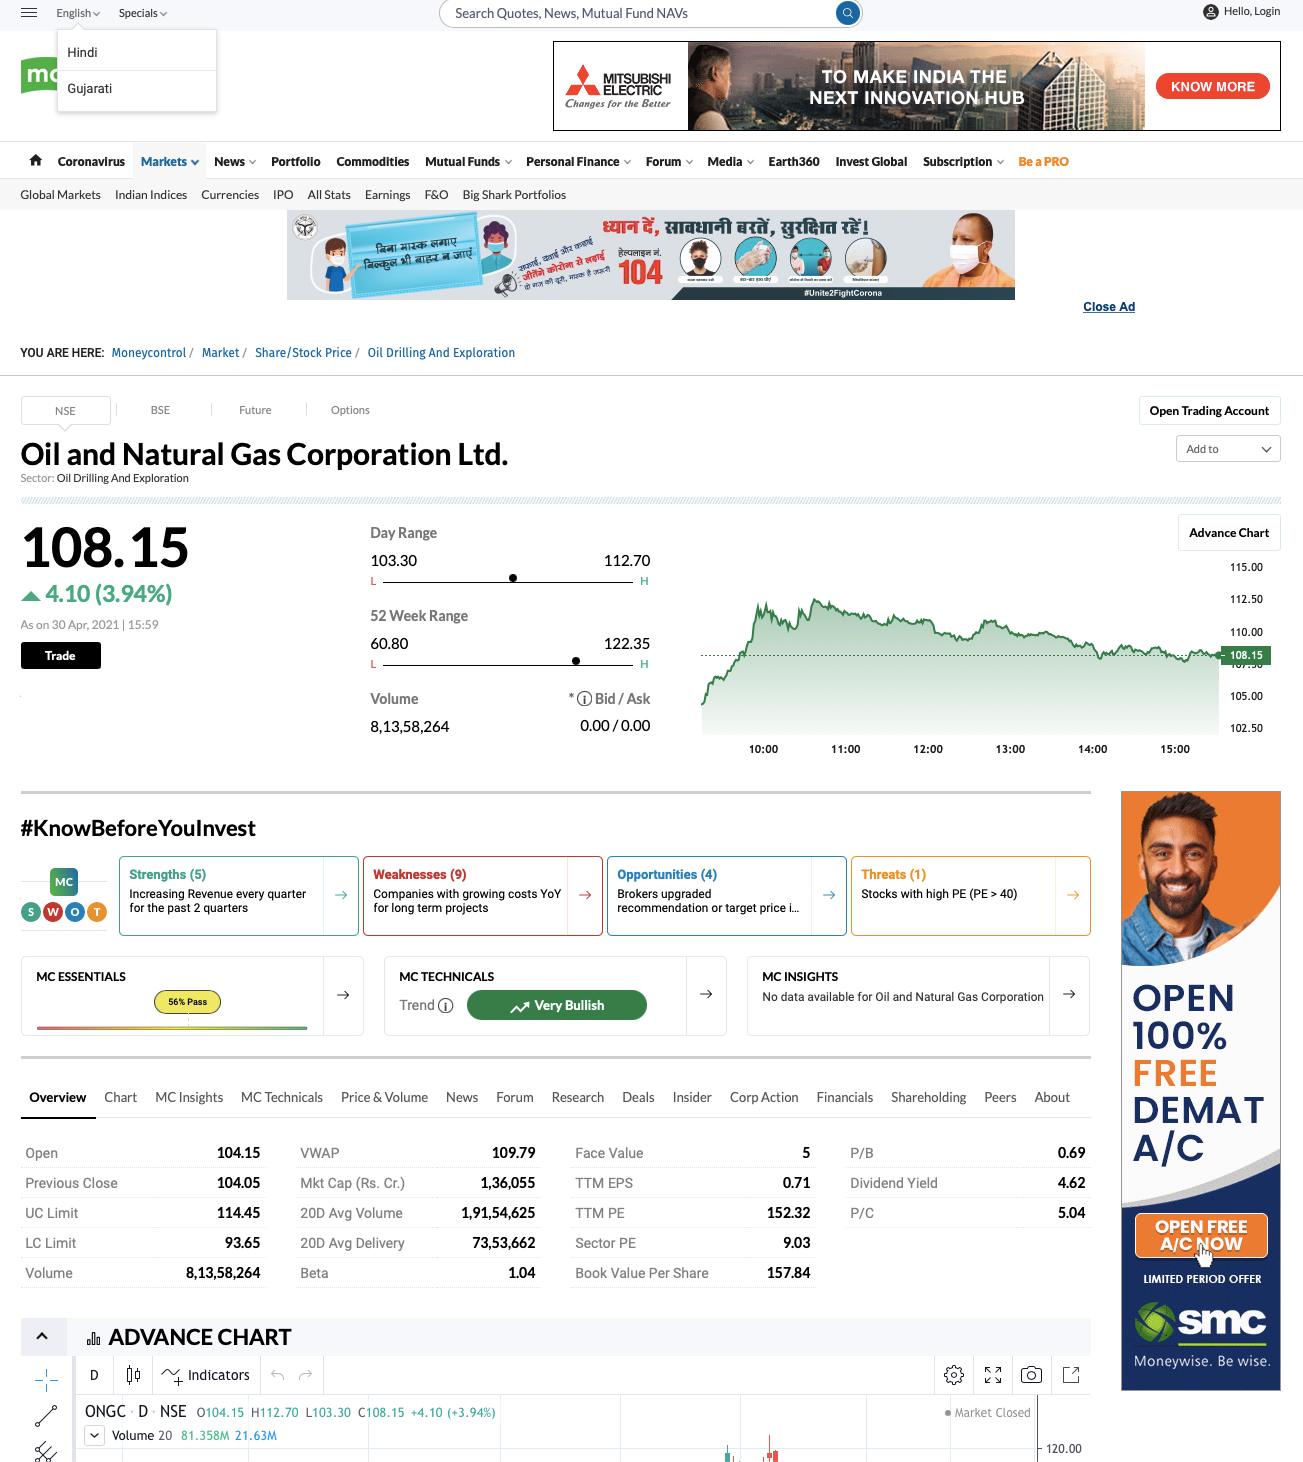 English
Specials
Search Quotes, News, Mutual Fund NAVs
Hello, Login
Hindi
Gujarati
MITSUBISHI
ELECTRIC
Changes for the Better
TO MAKE INDIA THE
NEXT INNOVATION HUB
KNOW MORE
Coronavirus
Markets
News
Portfolio
Commodities
Mutual Funds
Personal Finance
Forum
Media
Earth360
Invest Global
Subscription
Be a PRO
Global Markets
Indian Indices
Currencies
IPO
All Stats
Earnings
F&O
Big Shark Portfolios
बिना मास्क लगाए
बिल्कुल भी बाहर न जाएं
सफाई, दवाई और कड़ाई
जीतेंगे कोरोना से लड़ाई
दो गज की दूरी, मास्क है जरूरी
ध्यान दें, सावधानी बरतें, सुरक्षित रहें!
हेल्पलाइन नं.
104
#Unite2FightCorona
Close Ad
YOU ARE HERE: Moneycontrol / Market / Share/Stock Price / Oil Drilling And Exploration
NSE
BSE
Future
Options
Open Trading Account
Oil and Natural Gas Corporation Ltd.
Add to
Sector: Oil Drilling And Exploration
108.15
4.10 (3.94%)
As on 30 Apr, 2021 | 15:59
Trade
Day Range
103.30 112.70
L H
52 Week Range
60.80 122.35
L H
Volume * Bid / Ask
8,13,58,264 0.00 / 0.00
Advance Chart
115.00
112.50
110.00
108.15
107.50
105.00
102.50
10:00 11:00 12:00 13:00 14:00 15:00
#KnowBeforeYouInvest
MC
S W O T
Strengths (5)
Increasing Revenue every quarter
for the past 2 quarters
Weaknesses (9)
Companies with growing costs YoY
for long term projects
Opportunities (4)
Brokers upgraded
recommendation or target price i...
Threats (1)
Stocks with high PE (PE > 40)
MC ESSENTIALS
56% Pass
MC TECHNICALS
Trend
Very Bullish
MC INSIGHTS
No data available for Oil and Natural Gas Corporation
Overview
Chart
MC Insights
MC Technicals
Price & Volume
News
Forum
Research
Deals
Insider
Corp Action
Financials
Shareholding
Peers
About
Open 104.15
Previous Close 104.05
UC Limit 114.45
LC Limit 93.65
Volume 8,13,58,264
VWAP 109.79
Mkt Cap (Rs. Cr.) 1,36,055
20D Avg Volume 1,91,54,625
20D Avg Delivery 73,53,662
Beta 1.04
Face Value 5
TTM EPS 0.71
TTM PE 152.32
Sector PE 9.03
Book Value Per Share 157.84
P/B 0.69
Dividend Yield 4.62
P/C 5.04
ADVANCE CHART
D
Indicators
ONGC · D · NSE O104.15 H112.70 L103.30 C108.15 +4.10 (+3.94%)
Market Closed
Volume 20 81.358M 21.63M
120.00
OPEN
100%
FREE
DEMAT
A/C
OPEN FREE
A/C NOW
LIMITED PERIOD OFFER
smc
Moneywise. Be wise.